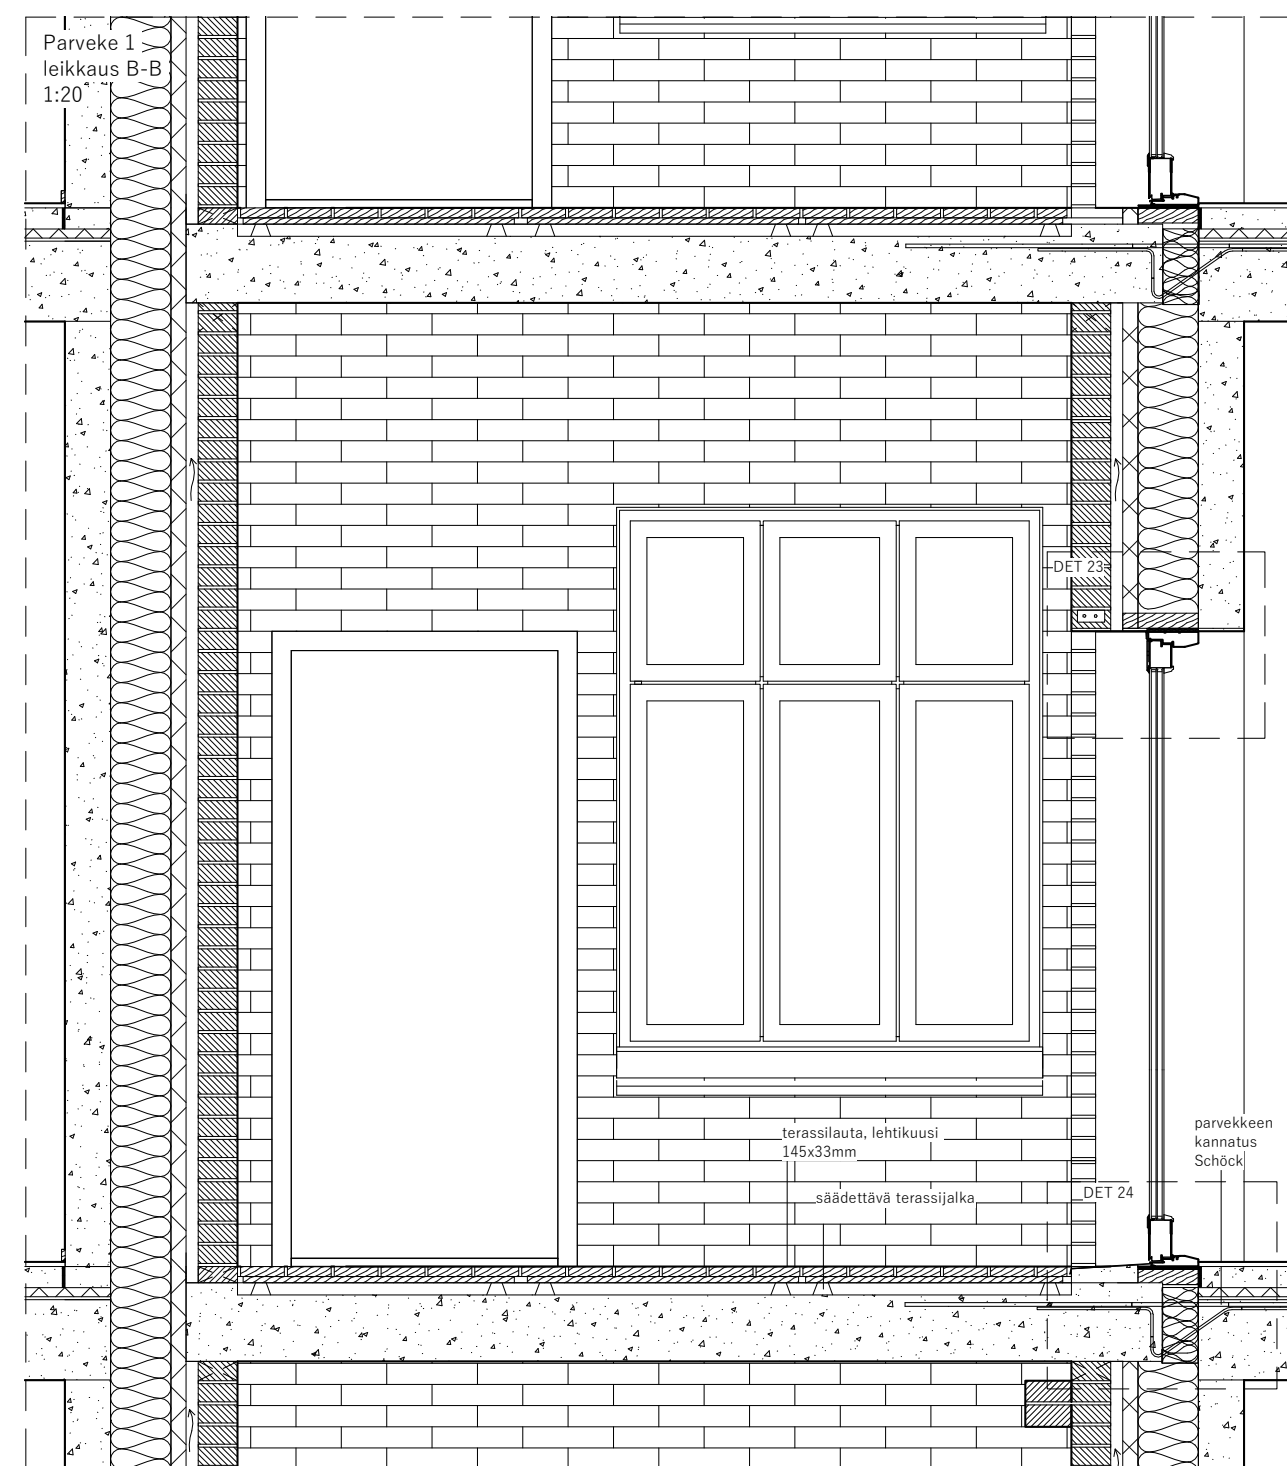 Parveke 1
leikkaus B-B
1:20
DET 23
terassilauta, lehtikuusi
145x33mm
säädettävä terassijalka
parvekkeen
kannatus
Schöck
DET 24